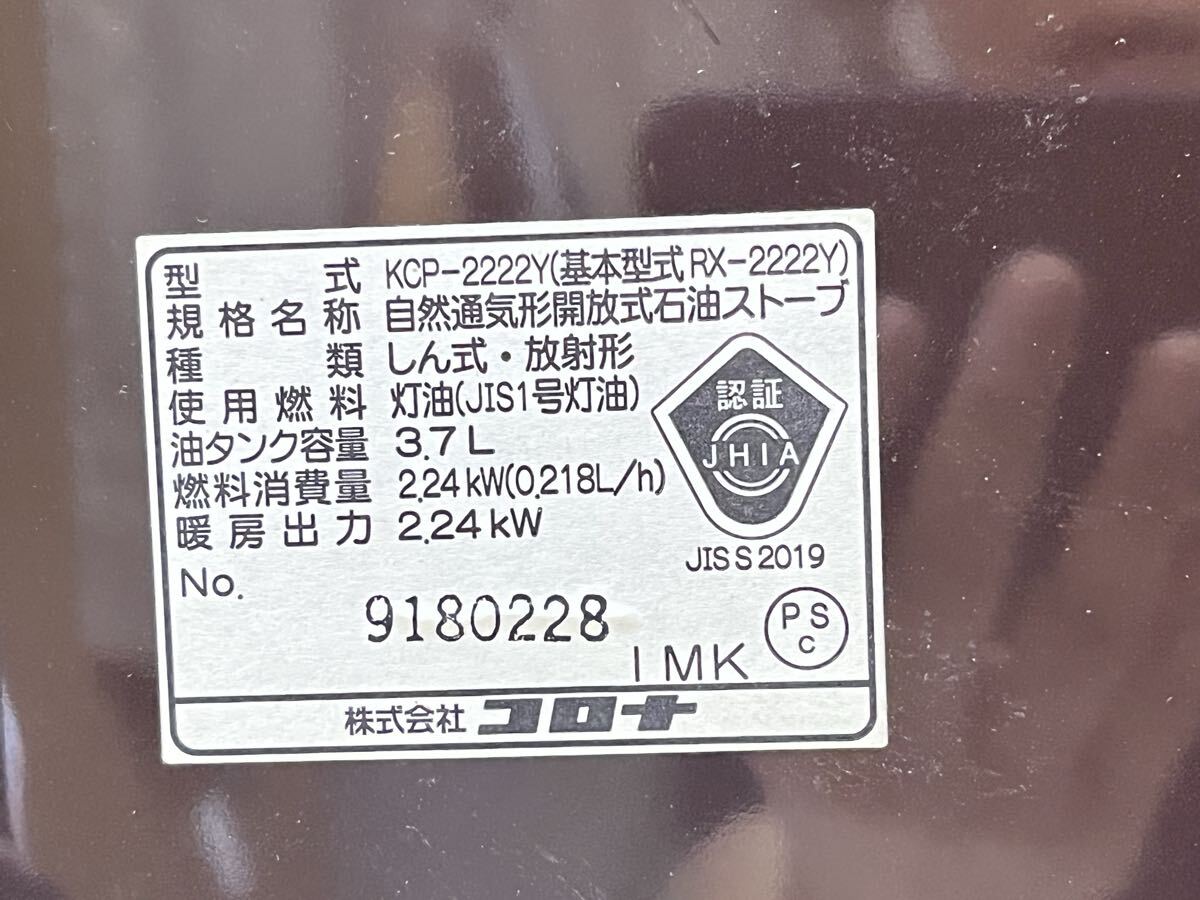 型式 KCP-2222Y(基本型式 RX-2222Y)
規格名称 自然通気形開放式石油ストーブ
種類 しん式・放射形
使用燃料 灯油(JIS1号灯油)
油タンク容量 3.7L
燃料消費量 2.24kW(0.218L/h)
暖房出力 2.24kW
認証
JHIA
JIS S 2019
No.
9180228
PS
C
IMK
株式会社 コロナ